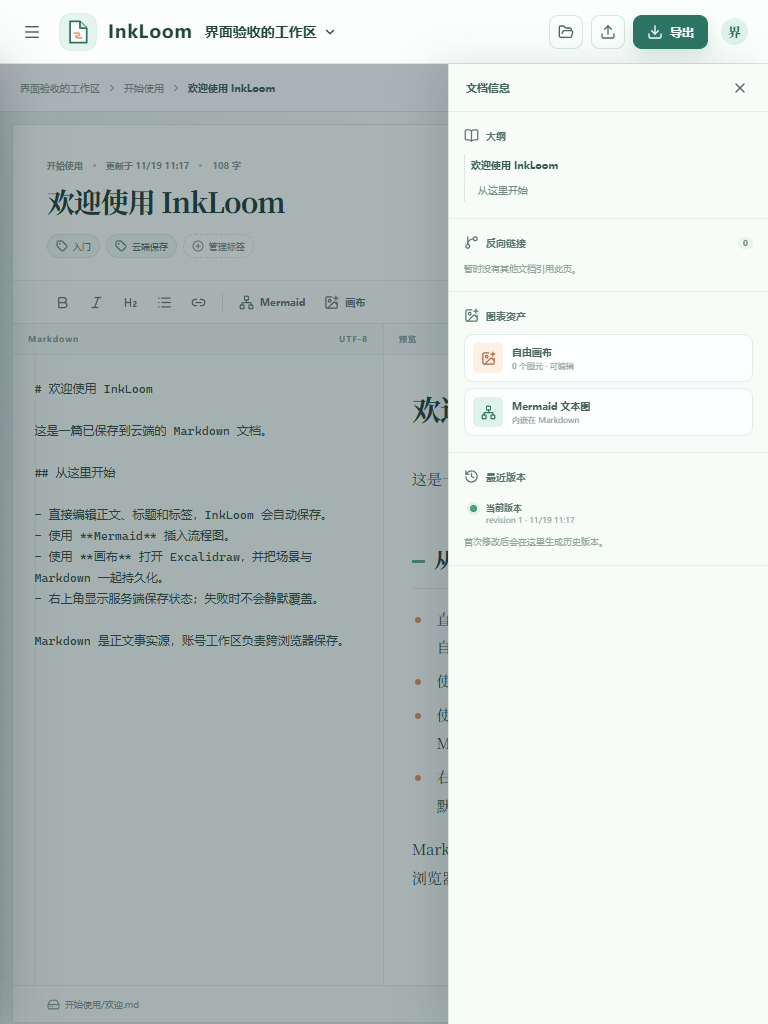 InkLoom 界面验收的工作区
导出
界
界面验收的工作区 开始使用 欢迎使用 InkLoom
开始使用 • 更新于 11/19 11:17 • 108 字
欢迎使用 InkLoom
入门 云端保存 管理标签
B I H2 Mermaid 画布
Markdown UTF-8
# 欢迎使用 InkLoom
这是一篇已保存到云端的 Markdown 文档。
## 从这里开始
- 直接编辑正文、标题和标签，InkLoom 会自动保存。
- 使用 **Mermaid** 插入流程图。
- 使用 **画布** 打开 Excalidraw，并把场景与
Markdown 一起持久化。
- 右上角显示服务端保存状态；失败时不会静默覆盖。
Markdown 是正文事实源，账号工作区负责跨浏览器保存。
开始使用/欢迎.md
预览
欢
这是一
从
直
自
使
使
M
右
默
Mark
浏览
文档信息
大纲
欢迎使用 InkLoom
从这里开始
反向链接 0
暂时没有其他文档引用此页。
图表资产
自由画布
0 个图元 · 可编辑
Mermaid 文本图
内嵌在 Markdown
最近版本
当前版本
revision 1 · 11/19 11:17
首次修改后会在这里生成历史版本。